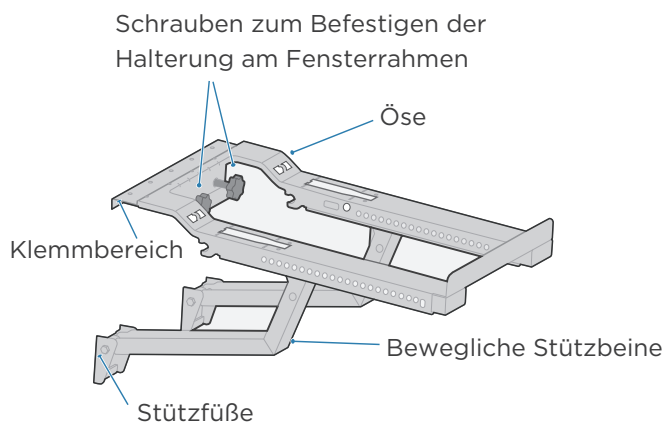 Schrauben zum Befestigen der
Halterung am Fensterrahmen
Öse
Klemmbereich
Bewegliche Stützbeine
Stützfüße